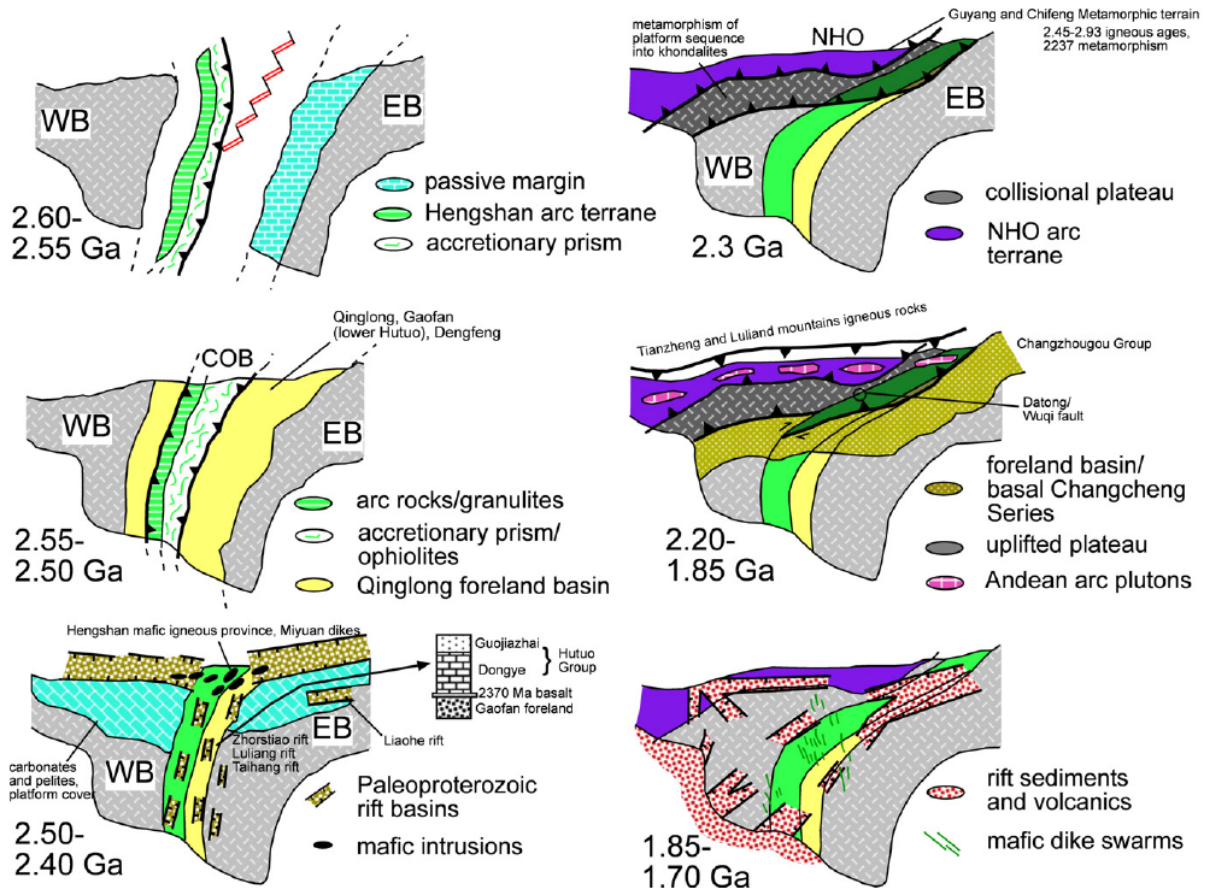 WB
EB
2.60-
2.55 Ga
passive margin
Hengshan arc terrane
accretionary prism
metamorphism of
platform sequence
into khondalites
NHO
Guyang and Chifeng Metamorphic terrain
2.45-2.93 igneous ages,
2237 metamorphism
EB
WB
2.3 Ga
collisional plateau
NHO arc
terrane
Qinglong, Gaofan
(lower Hutuo), Dengfeng
COB
WB
EB
2.55-
2.50 Ga
arc rocks/granulites
accretionary prism/
ophiolites
Qinglong foreland basin
Tianzheng and Luliand mountains igneous rocks
Changzhougou Group
Datong/
Wuqi fault
2.20-
1.85 Ga
foreland basin/
basal Changcheng
Series
uplifted plateau
Andean arc plutons
Hengshan mafic igneous province, Miyuan dikes
Guojiazhai
Dongye
Hutuo
Group
2370 Ma basalt
Gaofan foreland
EB
Liaohe rift
Zhorstiao rift
Luliang rift
Taihang rift
WB
carbonates
and pelites,
platform cover
2.50-
2.40 Ga
Paleoproterozoic
rift basins
mafic intrusions
1.85-
1.70 Ga
rift sediments
and volcanics
mafic dike swarms